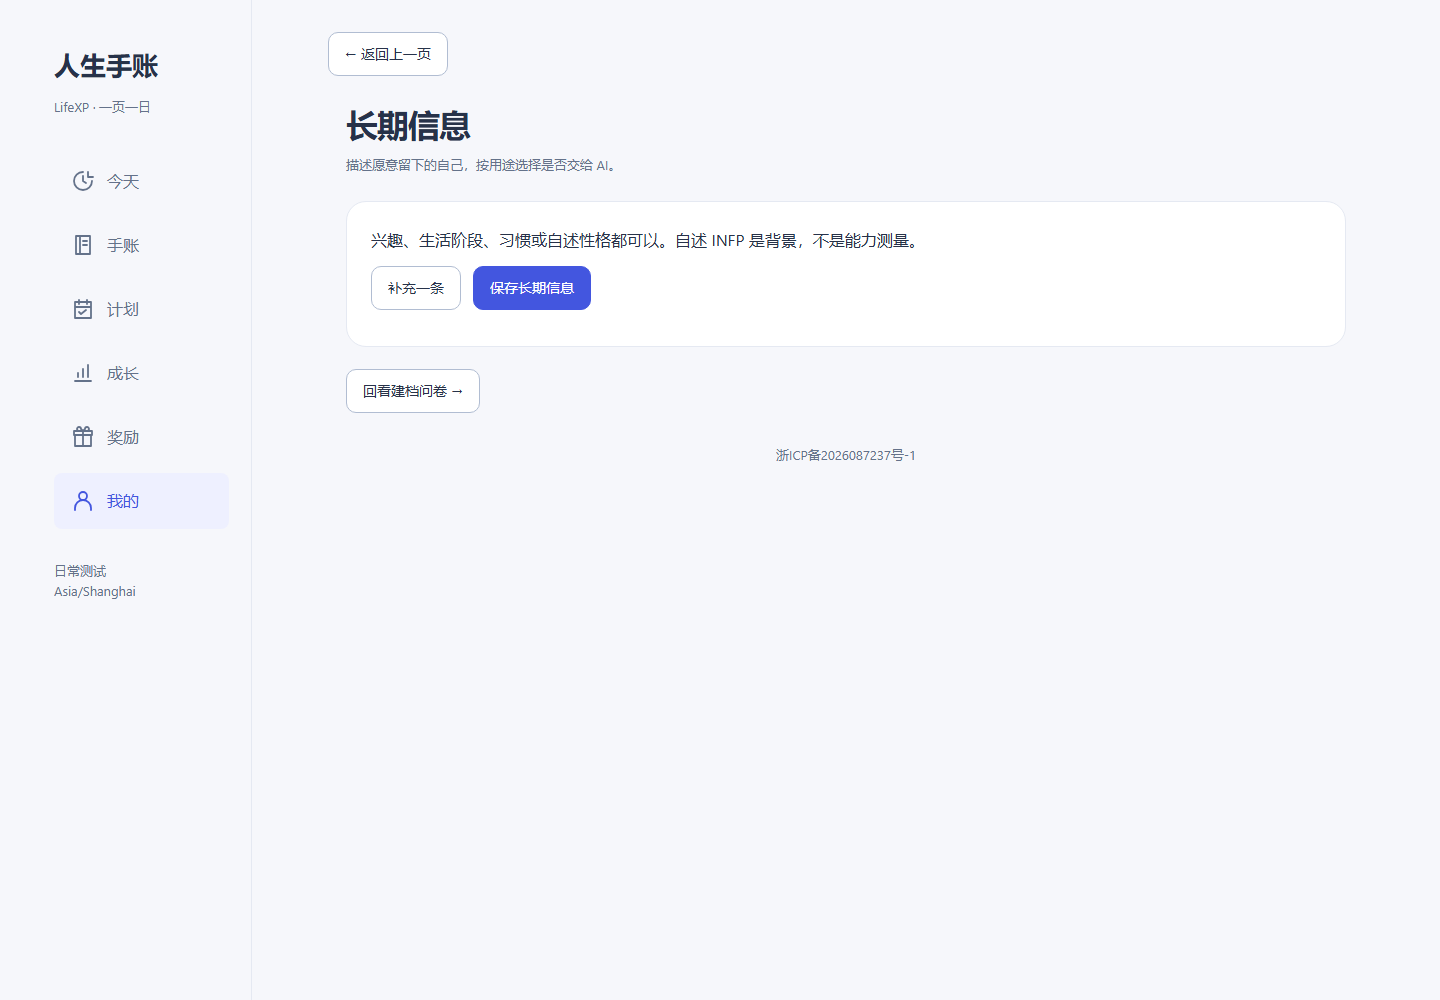 人生手账
LifeXP · 一页一日
今天
手账
计划
成长
奖励
我的
日常测试
Asia/Shanghai
← 返回上一页
长期信息
描述愿意留下的自己，按用途选择是否交给 AI。
兴趣、生活阶段、习惯或自述性格都可以。自述 INFP 是背景，不是能力测量。
补充一条
保存长期信息
回看建档问卷 →
浙ICP备2026087237号-1